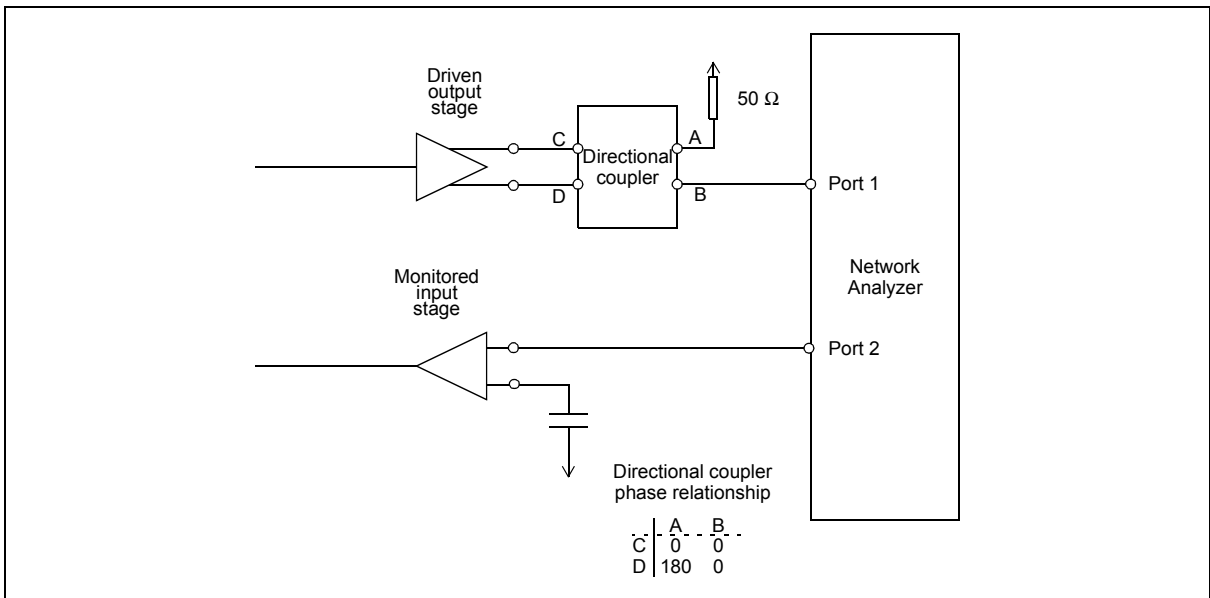 Driven
output
stage
50 Ω
C
A
Directional
coupler
D
B
Port 1
Monitored
input
stage
Network
Analyzer
Port 2
Directional coupler
phase relationship
A B
C 0 0
D 180 0